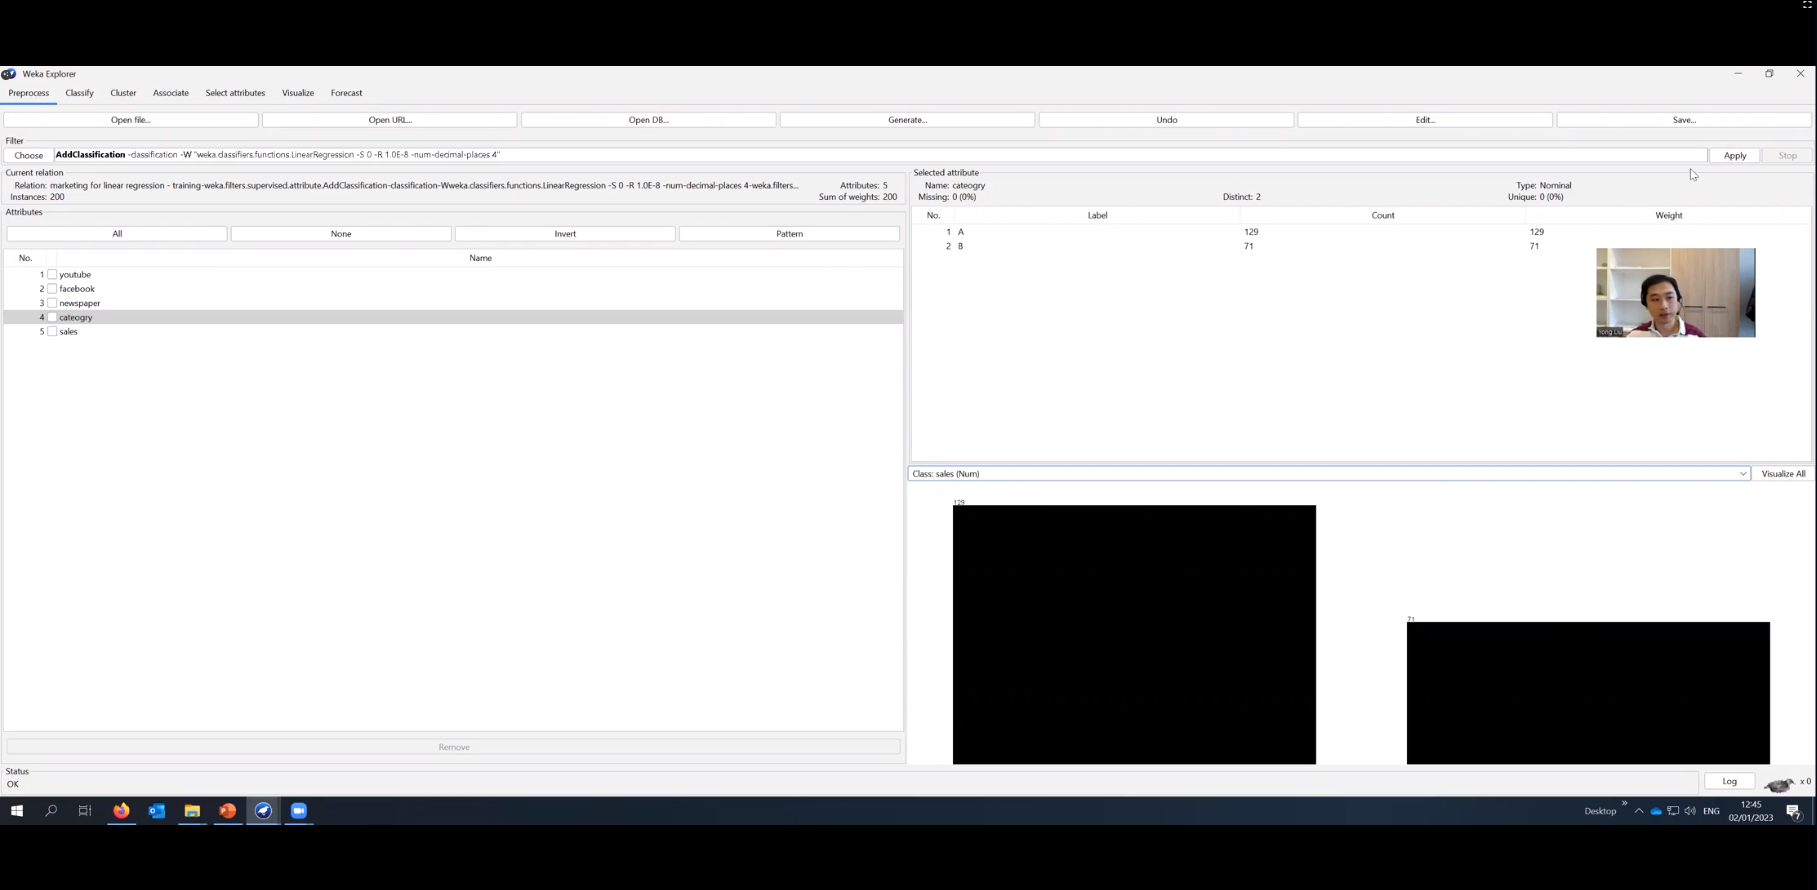 Weka Explorer
Preprocess Classify Cluster Associate Select attributes Visualize Forecast
Open file... Open URL... Open DB... Generate... Undo Edit... Save...
Filter
Choose AddClassification -classification -W "weka.classifiers.functions.LinearRegression -S 0 -R 1.0E-8 -num-decimal-places 4" Apply Stop
Current relation
Relation: marketing for linear regression - training-weka.filters.supervised.attribute.AddClassification-classification-Wweka.classifiers.functions.LinearRegression -S 0 -R 1.0E-8 -num-decimal-places 4-weka.filters... Attributes: 5
Instances: 200 Sum of weights: 200
Attributes
All None Invert Pattern
No. Name
1 youtube
2 facebook
3 newspaper
4 cateogry
5 sales
Remove
Selected attribute
Name: cateogry Type: Nominal
Missing: 0 (0%) Distinct: 2 Unique: 0 (0%)
No. Label Count Weight
1 A 129 129
2 B 71 71
Yong Liu
Class: sales (Num) Visualize All
129
71
Status
OK
Log x 0
Desktop » ENG 12:45
02/01/2023
7